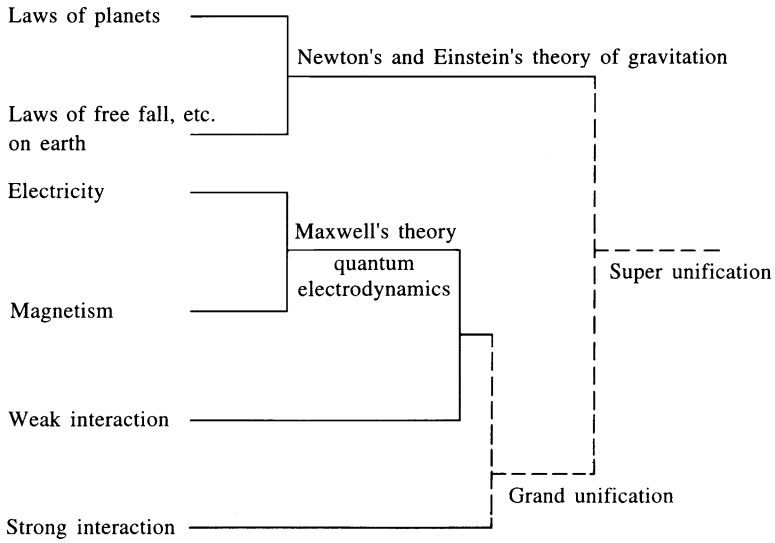 Laws of planets
Newton's and Einstein's theory of gravitation
Laws of free fall, etc.
on earth
Electricity
Maxwell's theory
quantum
electrodynamics
Super unification
Magnetism
Weak interaction
Grand unification
Strong interaction